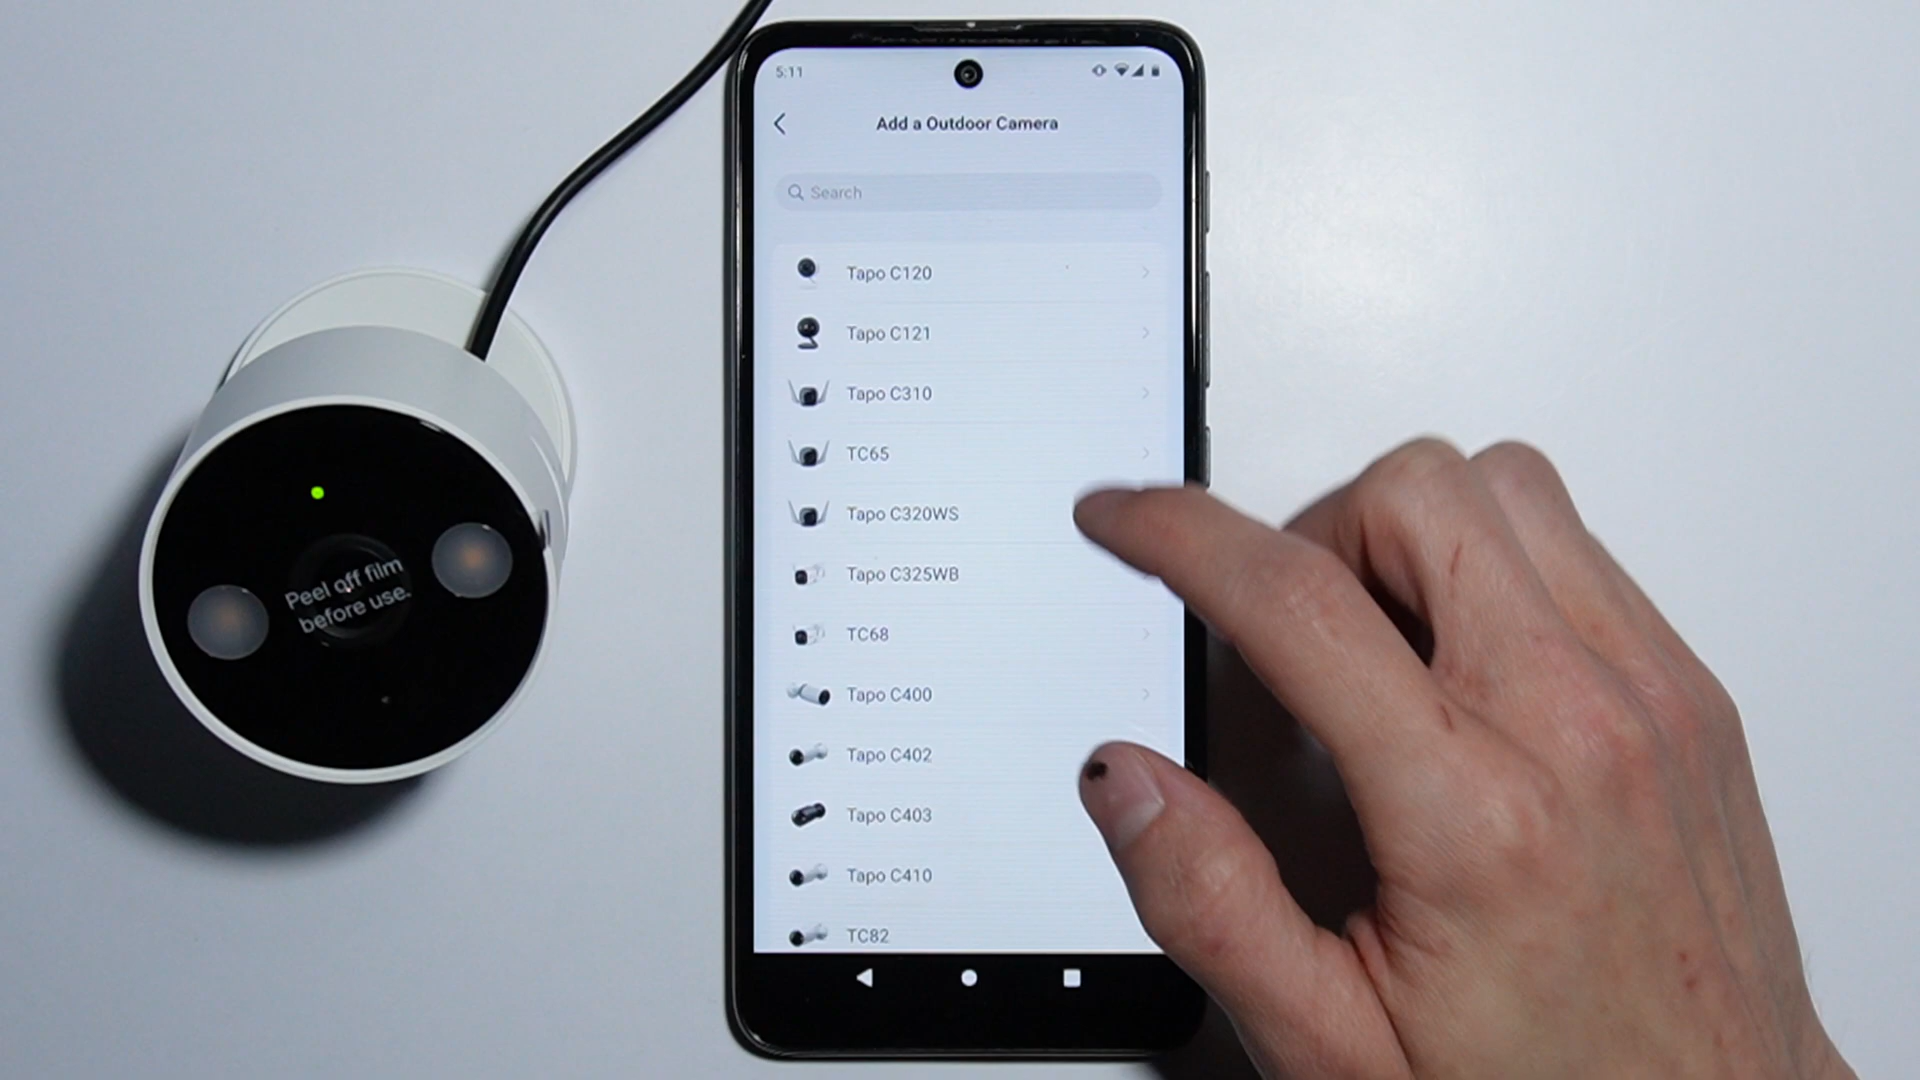 5:11
Add a Outdoor Camera
Search
Tapo C120
Tapo C121
Tapo C310
TC65
Tapo C320WS
Tapo C325WB
TC68
Tapo C400
Tapo C402
Tapo C403
Tapo C410
TC82
Peel off film
before use.